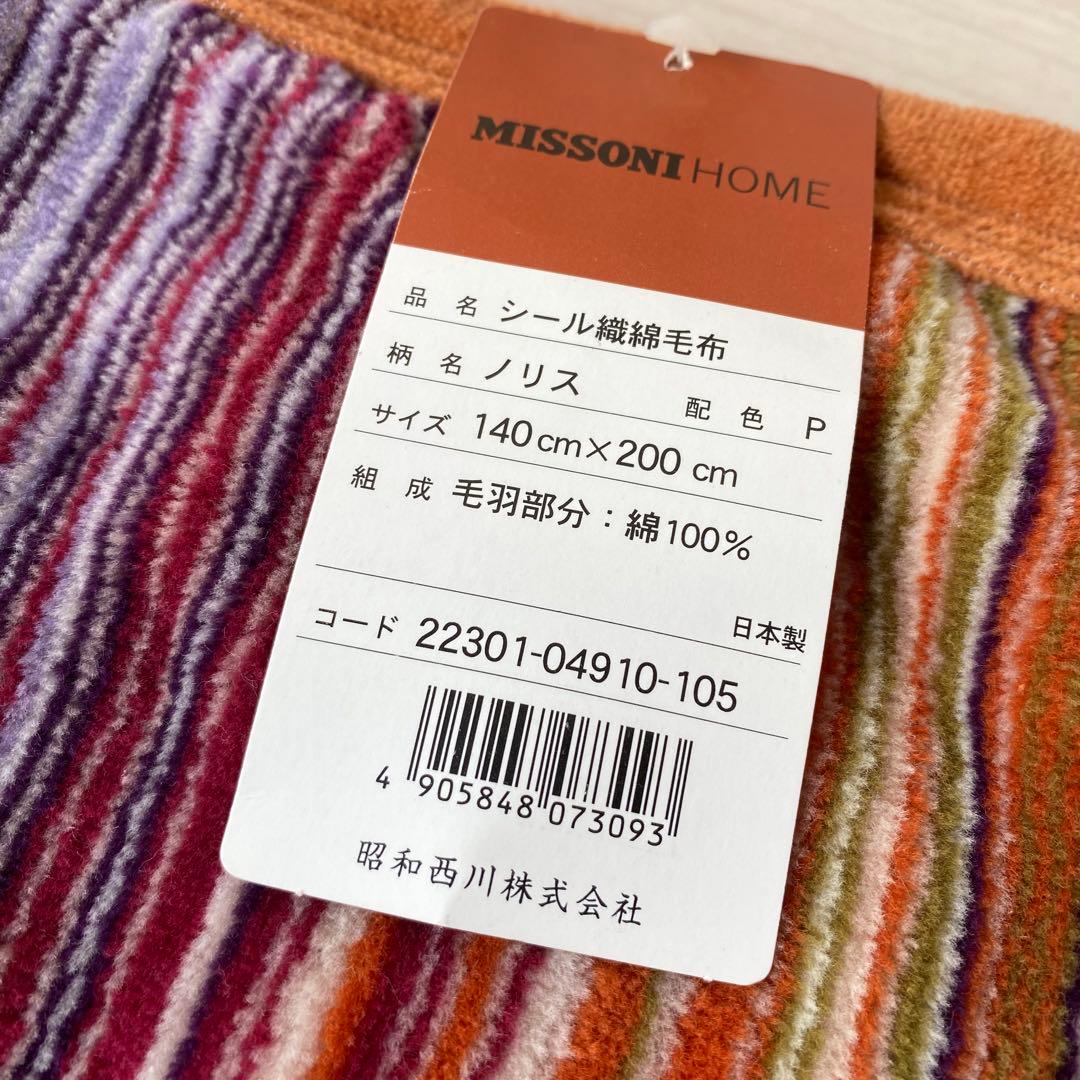 MISSONI HOME
品 名 シール織綿毛布
柄 名 ノリス 配 色 P
サイズ 140cm×200 cm
組 成 毛羽部分：綿100%
日本製
コード 22301-04910-105
4 905848 073093
昭和西川株式会社